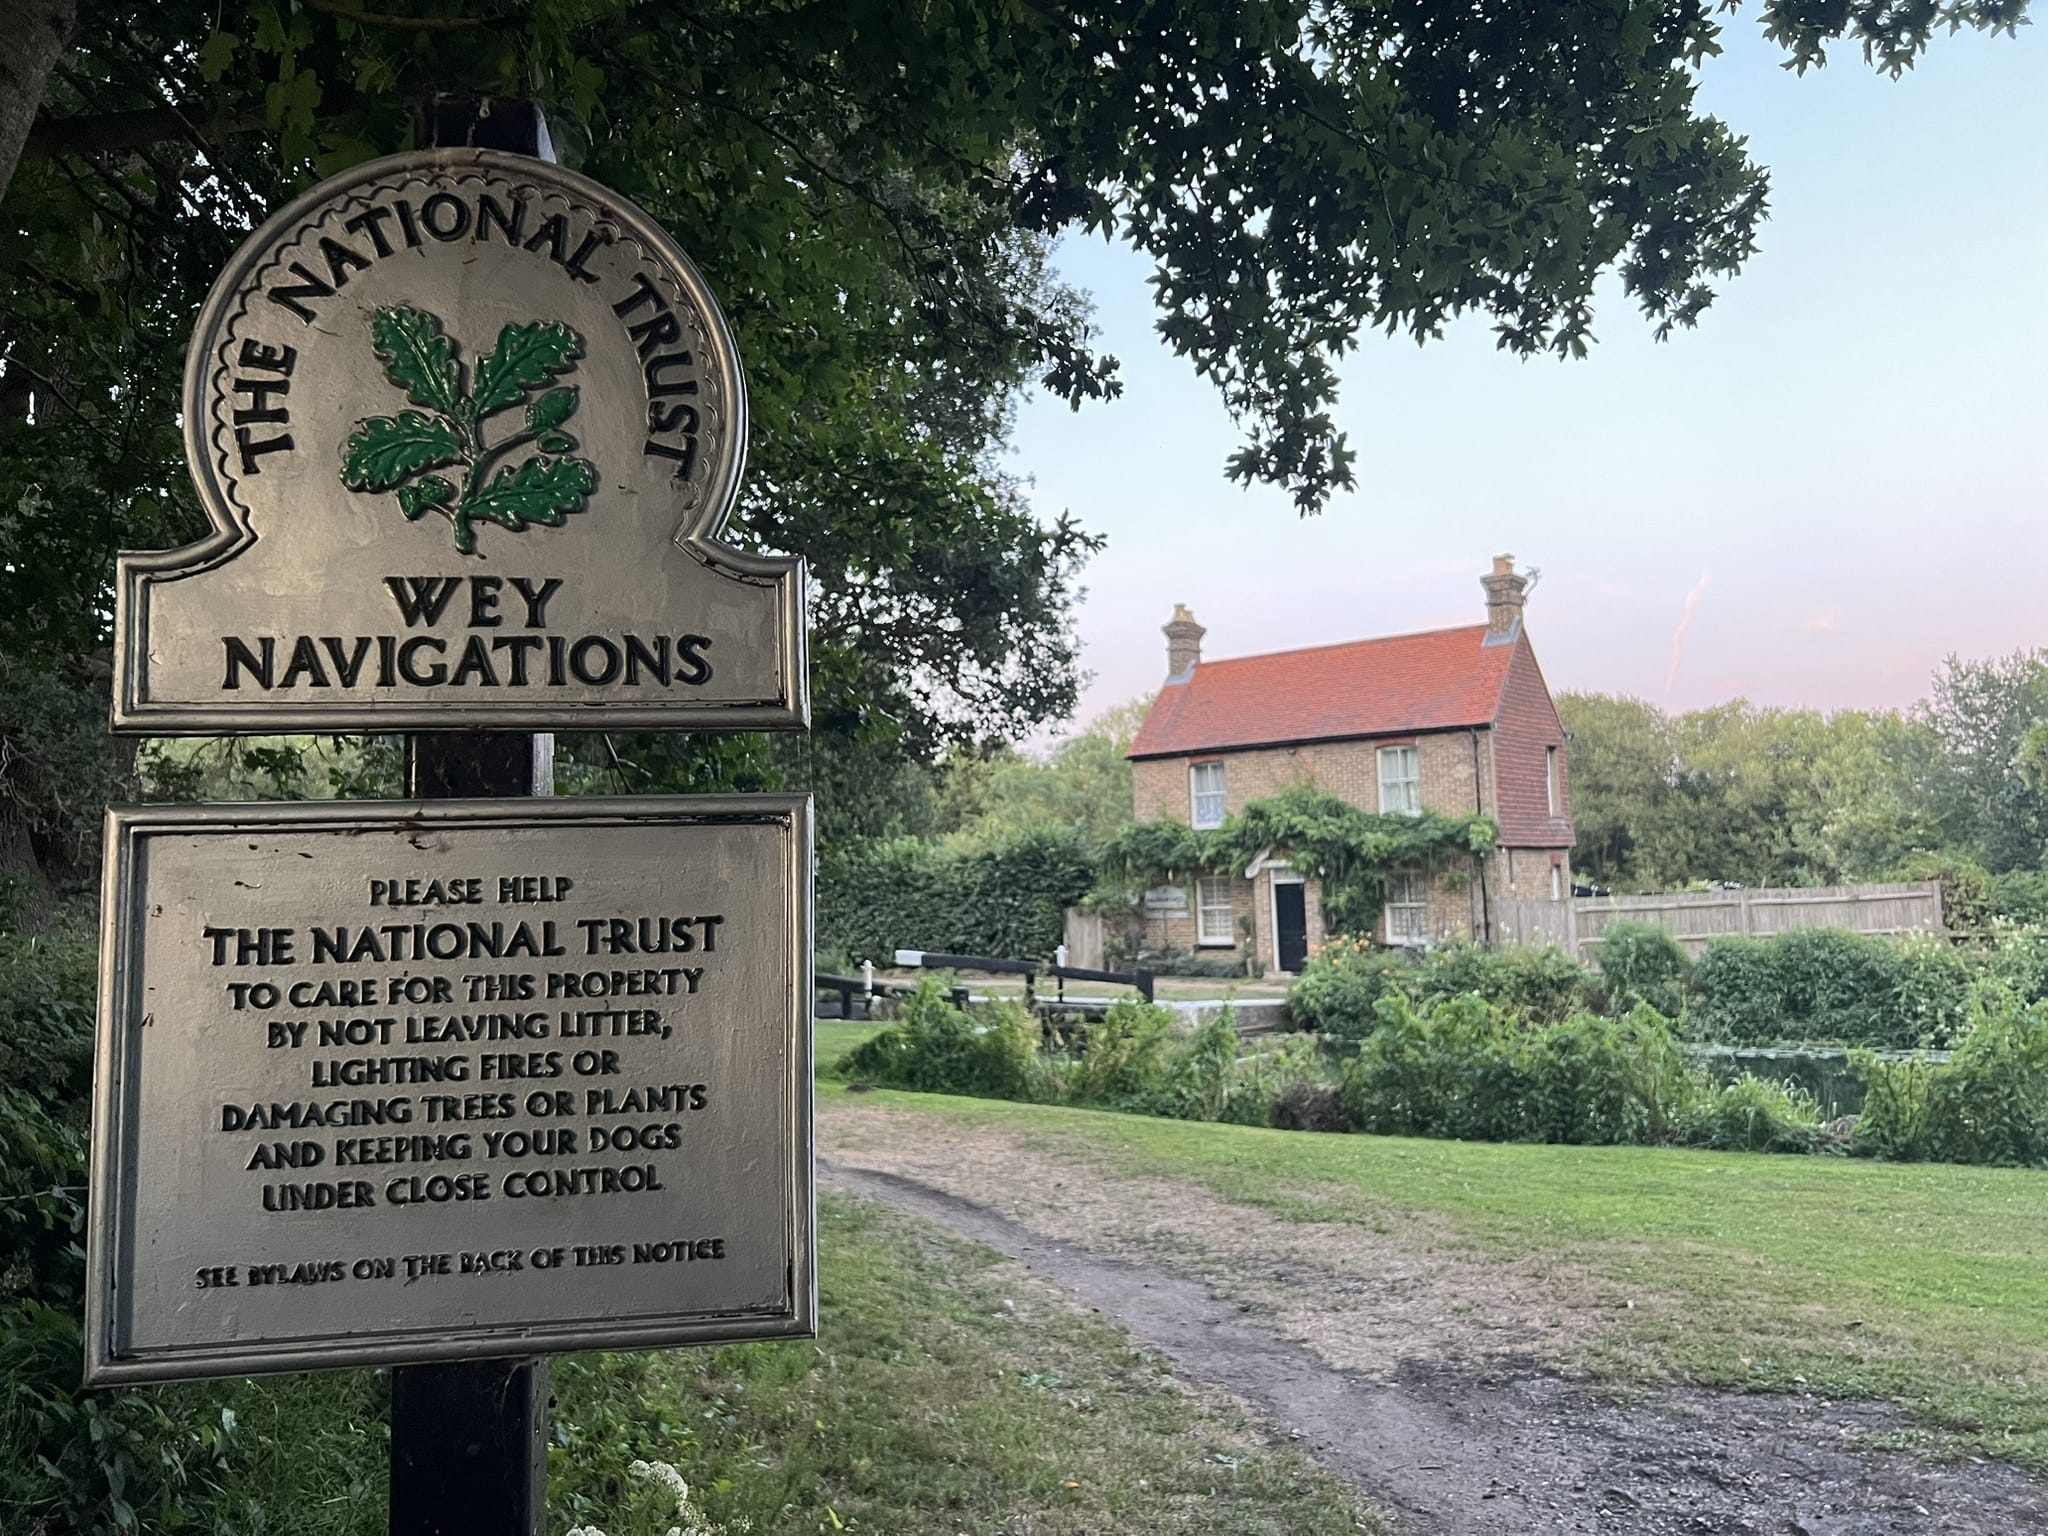 THE NATIONAL TRUST
WEY
NAVIGATIONS
PLEASE HELP
THE NATIONAL TRUST
TO CARE FOR THIS PROPERTY
BY NOT LEAVING LITTER,
LIGHTING FIRES OR
DAMAGING TREES OR PLANTS
AND KEEPING YOUR DOGS
UNDER CLOSE CONTROL
SEE BYLAWS ON THE BACK OF THIS NOTICE